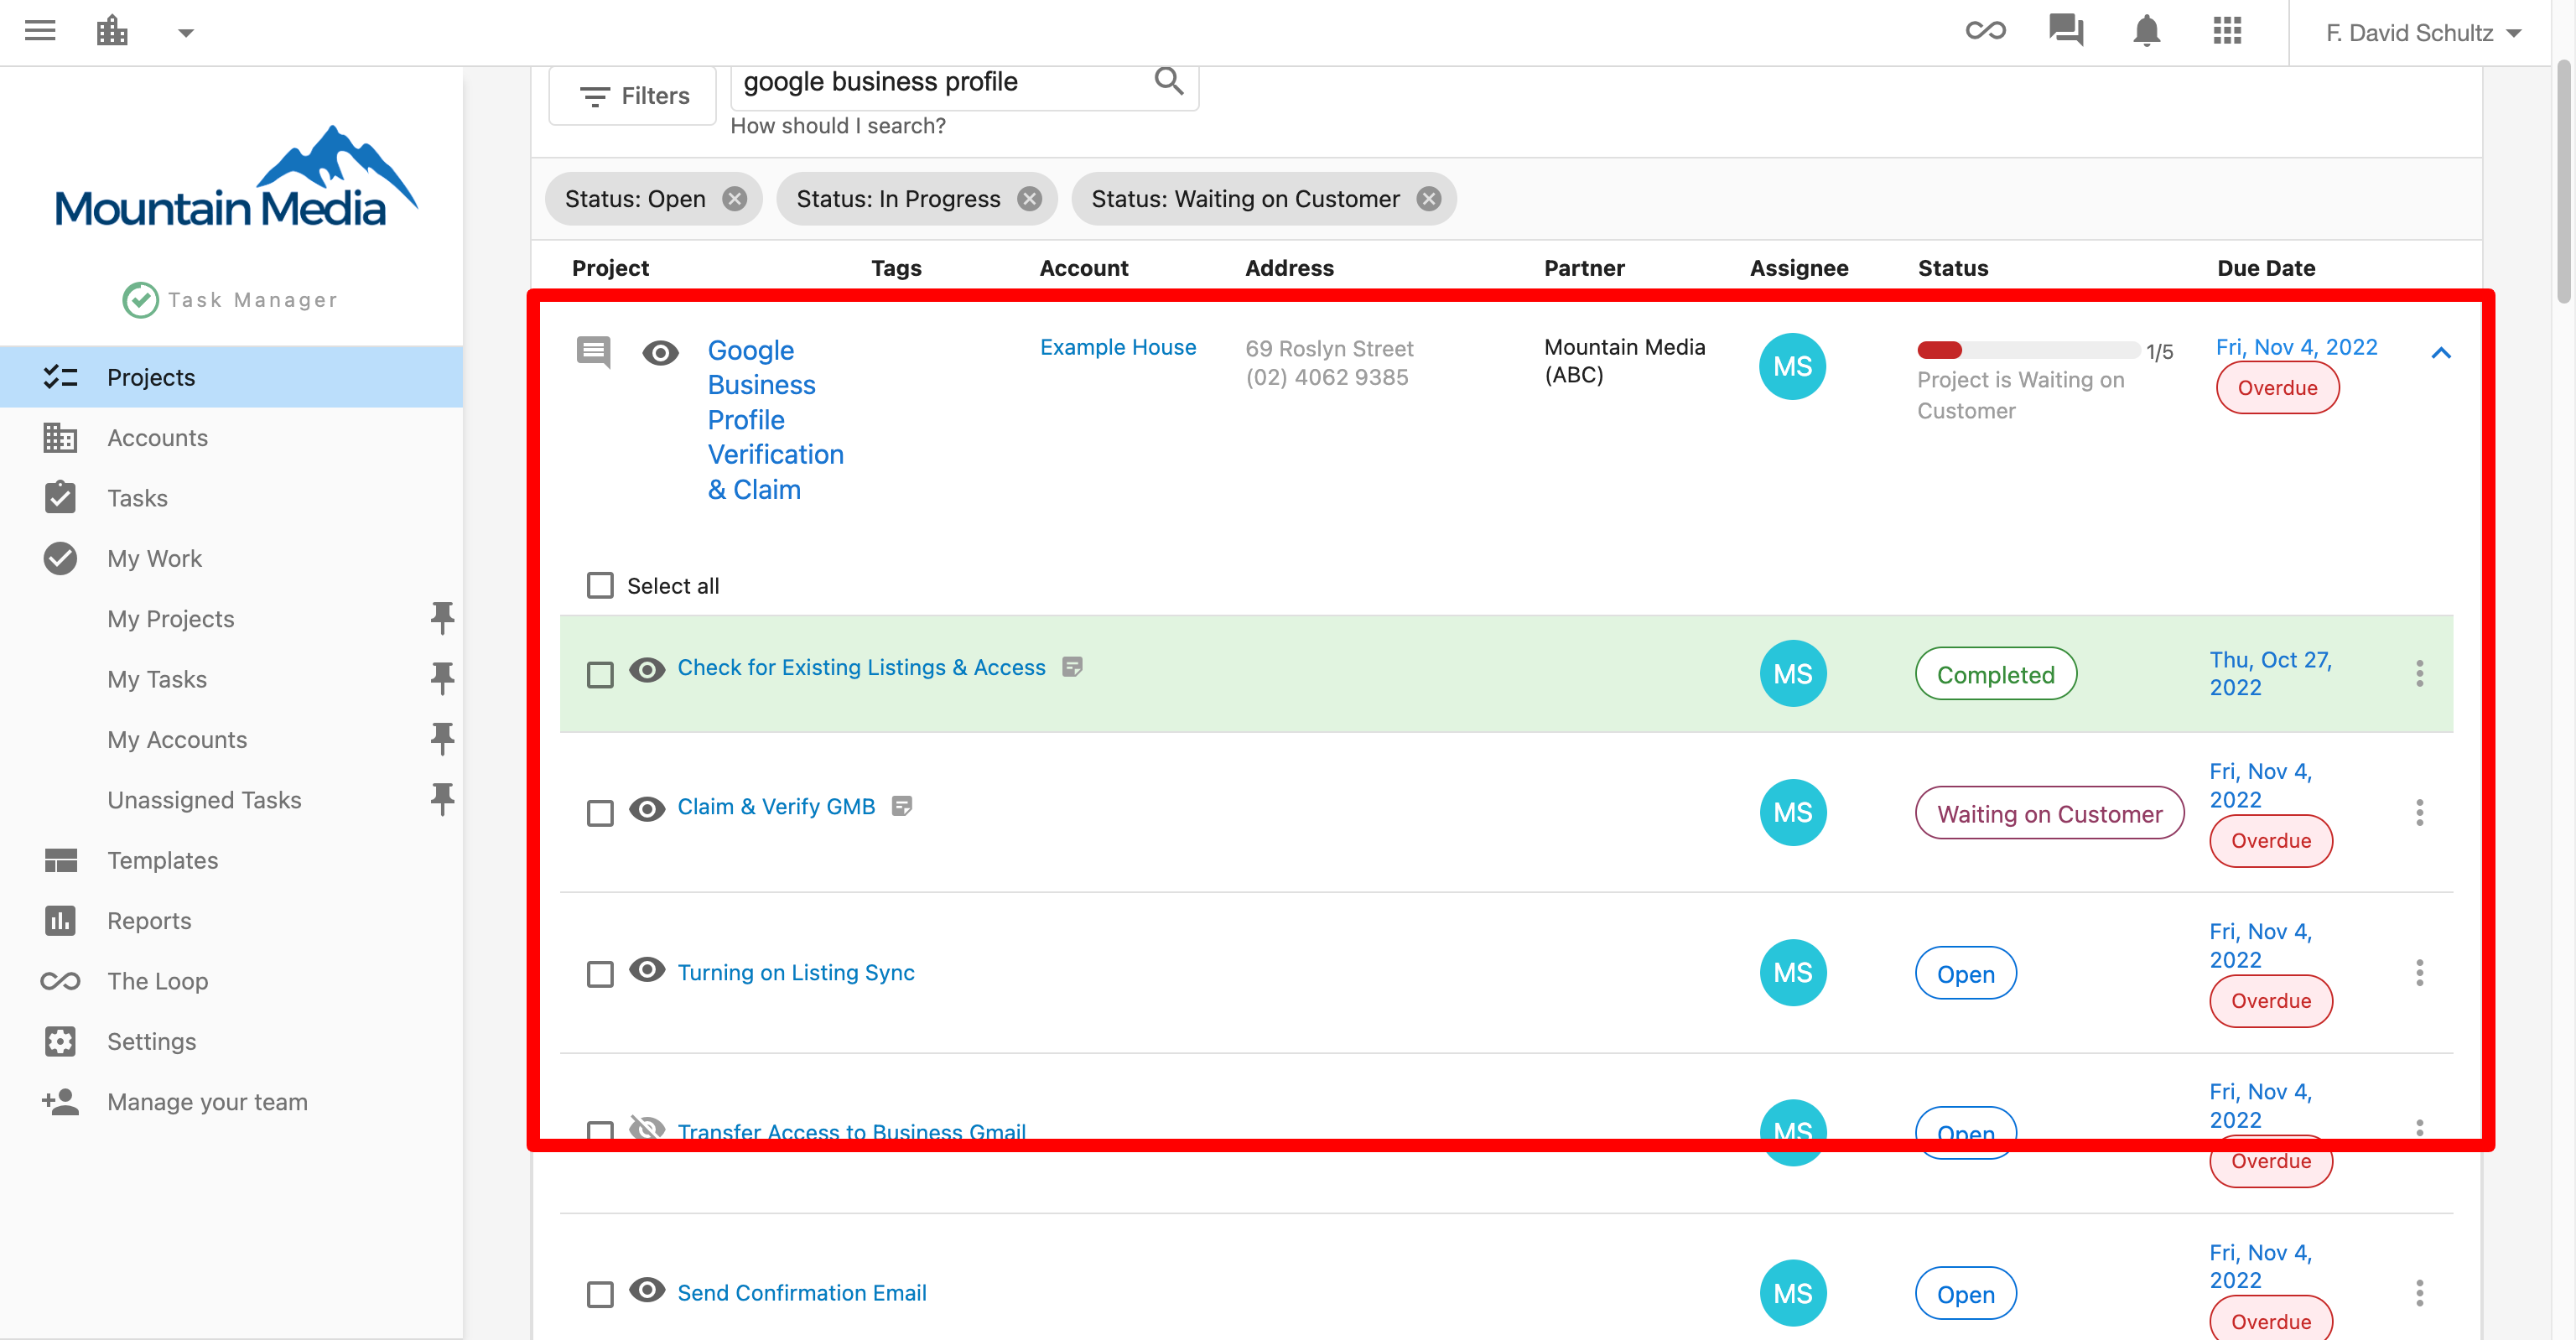 F. David Schultz
Filters
google business profile
How should I search?
Mountain Media
Task Manager
Status: Open
Status: In Progress
Status: Waiting on Customer
Projects
Accounts
Tasks
My Work
My Projects
My Tasks
My Accounts
Unassigned Tasks
Templates
Reports
The Loop
Settings
Manage your team
Project Tags Account Address Partner Assignee Status Due Date
Google
Business
Profile
Verification
& Claim
Example House
69 Roslyn Street
(02) 4062 9385
Mountain Media
(ABC)
MS
1/5
Project is Waiting on
Customer
Fri, Nov 4, 2022
Overdue
Select all
Check for Existing Listings & Access
MS
Completed
Thu, Oct 27,
2022
Claim & Verify GMB
MS
Waiting on Customer
Fri, Nov 4,
2022
Overdue
Turning on Listing Sync
MS
Open
Fri, Nov 4,
2022
Overdue
Transfer Access to Business Gmail
MS
Open
Fri, Nov 4,
2022
Overdue
Send Confirmation Email
MS
Open
Fri, Nov 4,
2022
Overdue